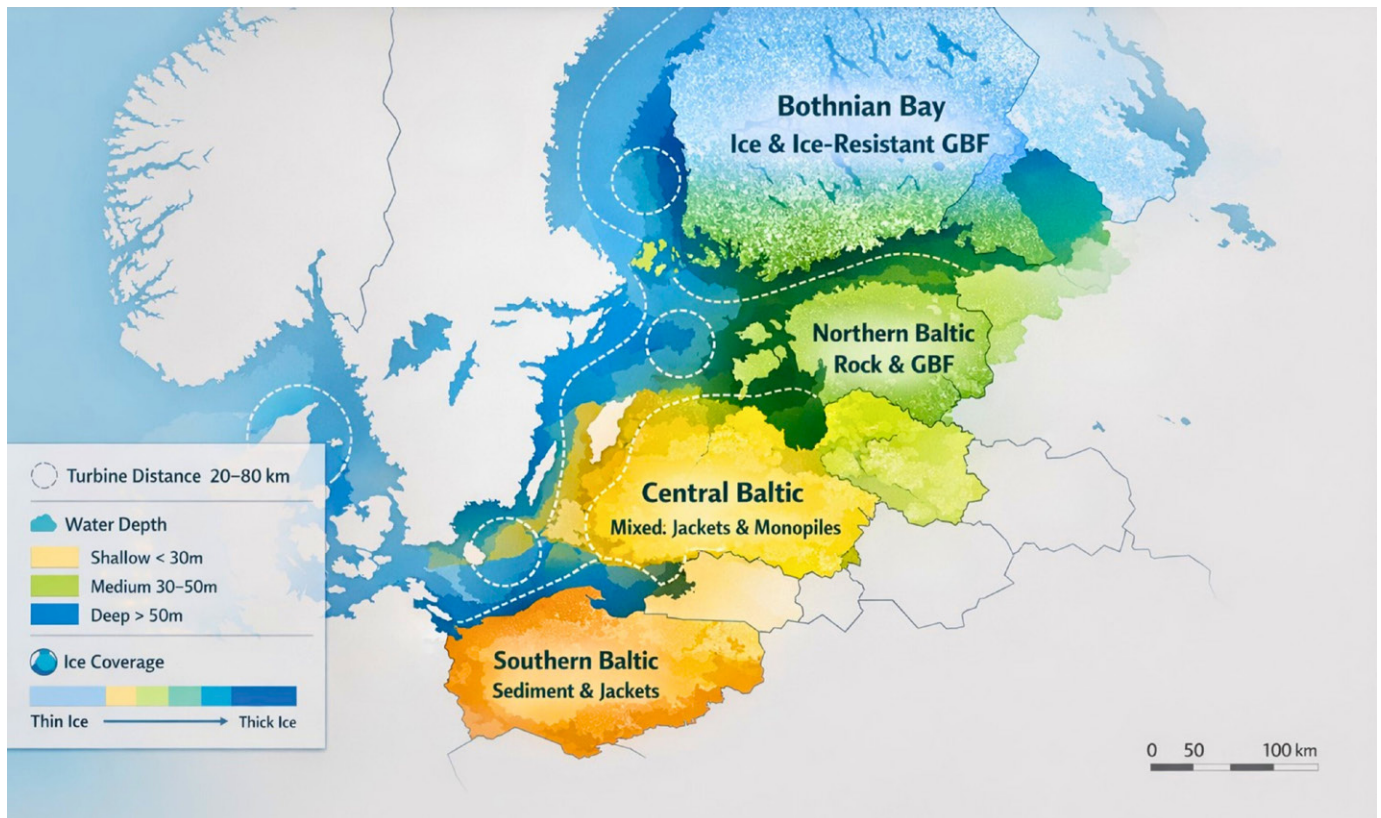 Bothnian Bay
Ice & Ice-Resistant GBF
Northern Baltic
Rock & GBF
Central Baltic
Mixed: Jackets & Monopiles
Southern Baltic
Sediment & Jackets
Turbine Distance 20–80 km
Water Depth
Shallow < 30m
Medium 30–50m
Deep > 50m
Ice Coverage
Thin Ice
Thick Ice
0 50 100 km